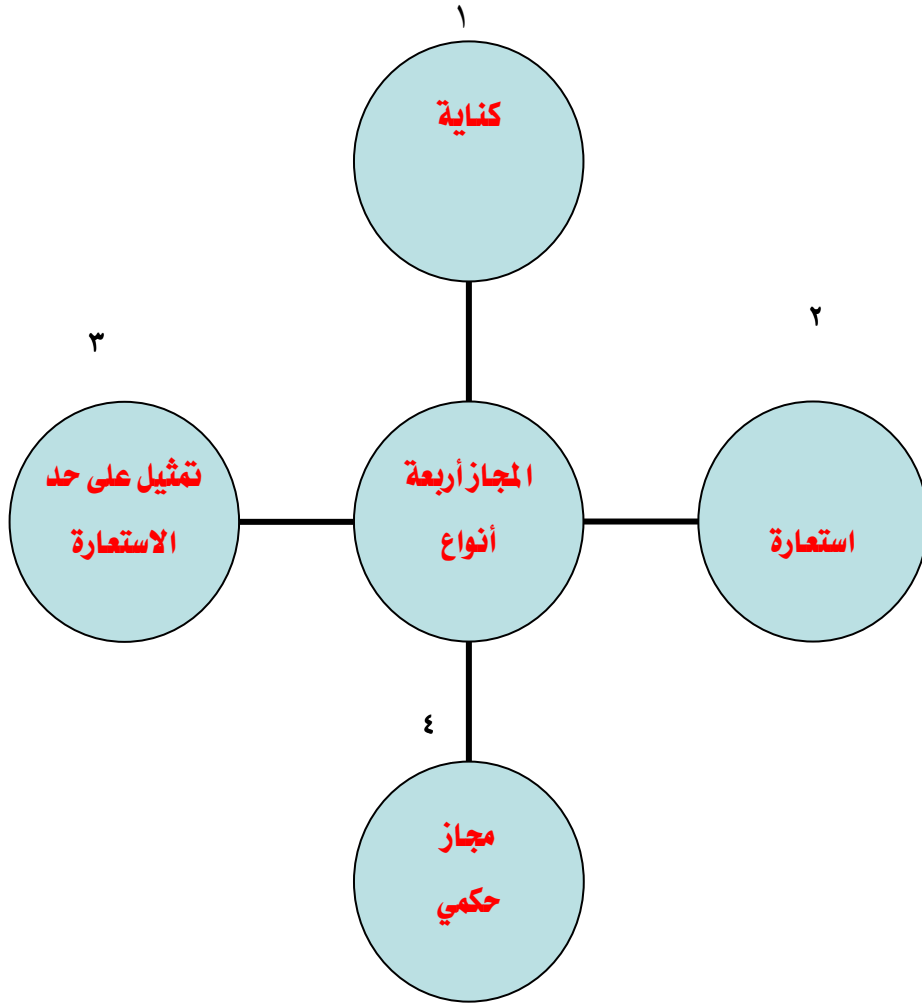 ١
كناية
٢
٣
المجاز أربعة
أنواع
استعارة
تمثيل على حد
الاستعارة
٤
مجاز
حكمي